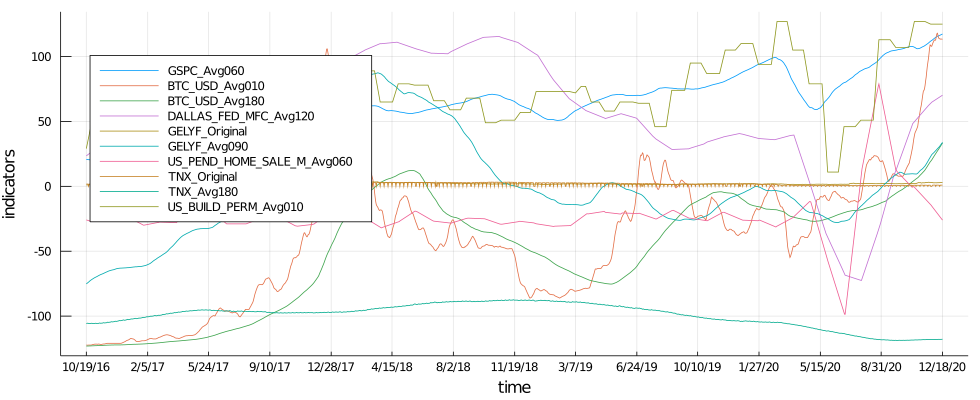 100
50
0
-50
-100
indicators
GSPC_Avg060
BTC_USD_Avg010
BTC_USD_Avg180
DALLAS_FED_MFC_Avg120
GELYF_Original
GELYF_Avg090
US_PEND_HOME_SALE_M_Avg060
TNX_Original
TNX_Avg180
US_BUILD_PERM_Avg010
10/19/16 2/5/17 5/24/17 9/10/17 12/28/17 4/15/18 8/2/18 11/19/18 3/7/19 6/24/19 10/10/19 1/27/20 5/15/20 8/31/20 12/18/20
time